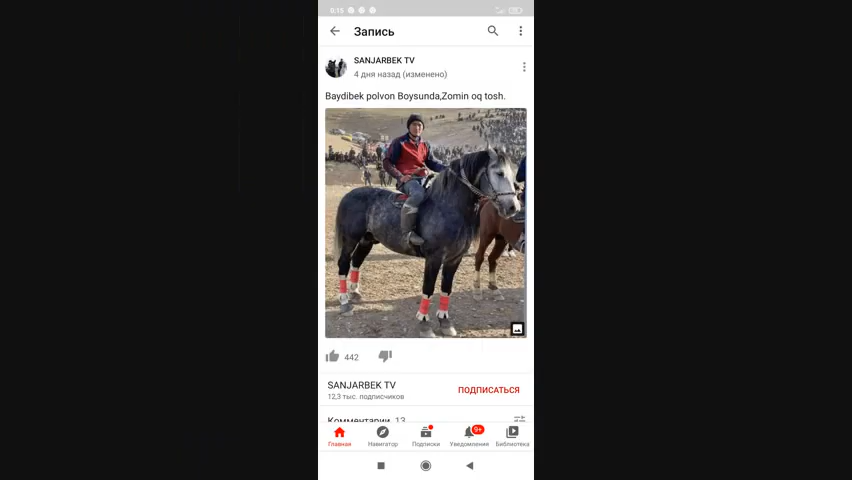 0:15
Запись
SANJARBEK TV
4 дня назад (изменено)
Baydibek polvon Boysunda,Zomin oq tosh.
442
SANJARBEK TV
ПОДПИСАТЬСЯ
12,3 тыс. подписчиков
Комментарии 13
9+
Главная Навигатор Подписки Уведомления Библиотека